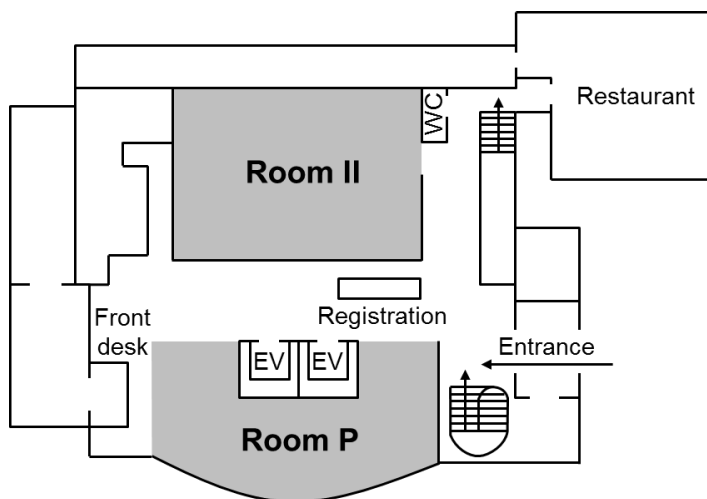 Restaurant
WC
Room II
Registration
Front
desk
Entrance
EV
EV
Room P